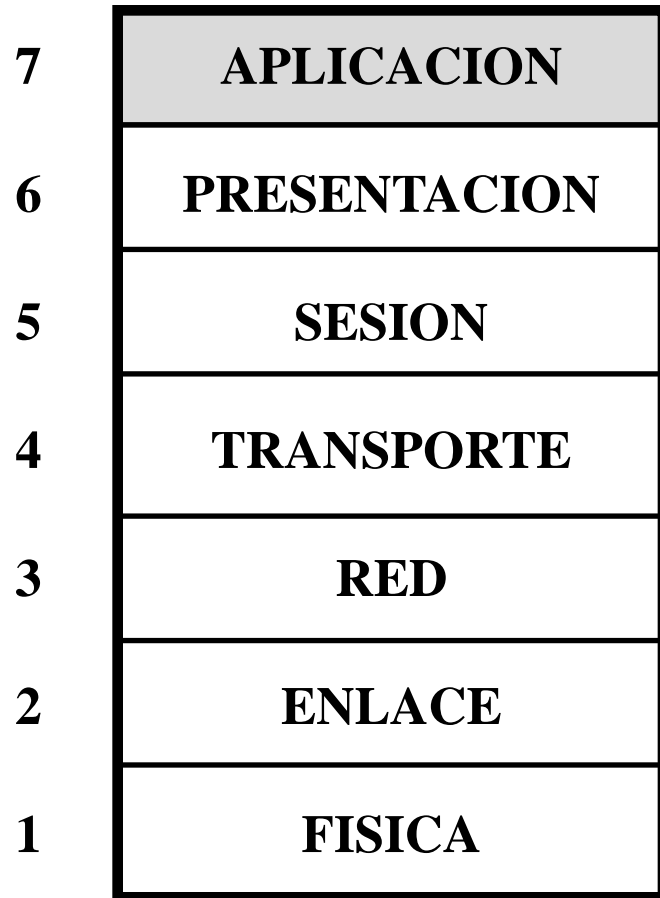 7 APLICACION
6 PRESENTACION
5 SESION
4 TRANSPORTE
3 RED
2 ENLACE
1 FISICA